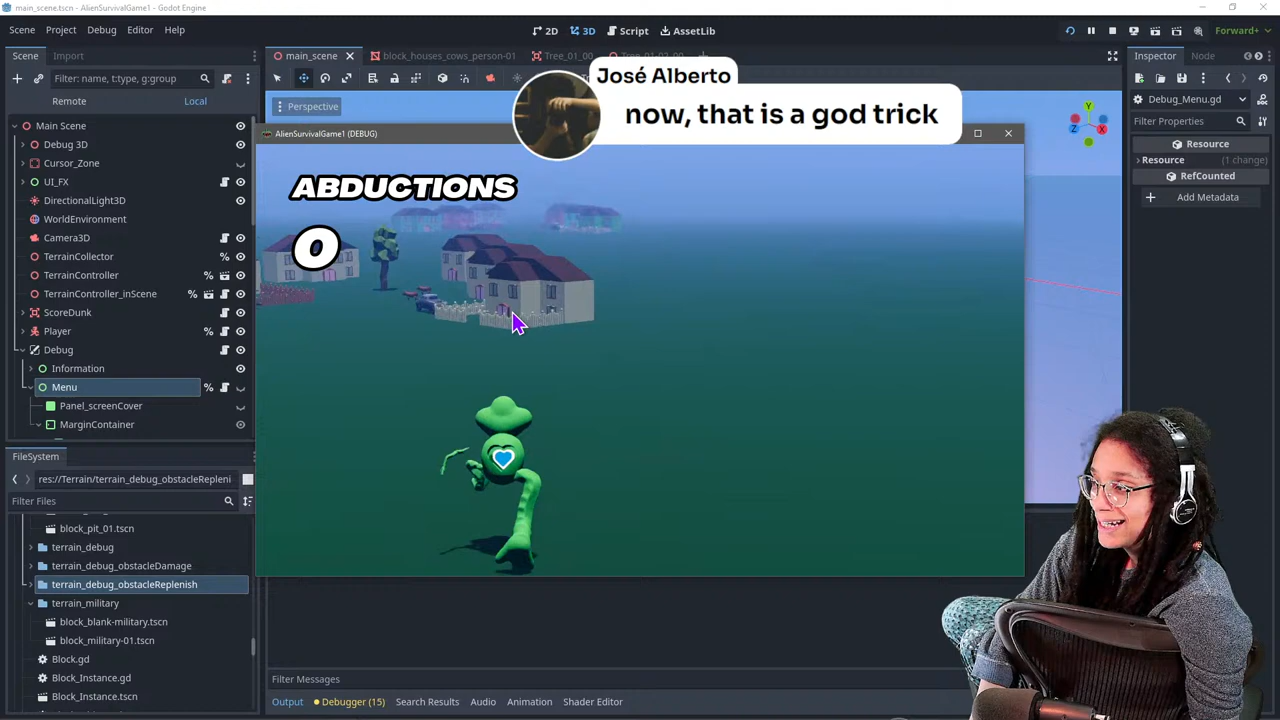 main_scene.tscn - AlienSurvivalGame1 - Godot Engine
Scene Project Debug Editor Help
2D 3D Script AssetLib
Forward+
Scene Import
main_scene block_houses_cows_person-01 Tree_01_00
Inspector Node
Filter: name, t:type, g:group
Remote Local
José Alberto
now, that is a god trick
Perspective
Debug_Menu.gd
Filter Properties
Resource
Resource (1 change)
RefCounted
Add Metadata
Main Scene
Debug 3D
Cursor_Zone
UI_FX
DirectionalLight3D
WorldEnvironment
Camera3D
TerrainCollector
TerrainController
TerrainController_inScene
ScoreDunk
Player
Debug
Information
Menu
Panel_screenCover
MarginContainer
AlienSurvivalGame1 (DEBUG)
ABDUCTIONS
0
Y
Z X
FileSystem
res://Terrain/terrain_debug_obstacleRepleni
Filter Files
block_pit_01.tscn
terrain_debug
terrain_debug_obstacleDamage
terrain_debug_obstacleReplenish
terrain_military
block_blank-military.tscn
block_military-01.tscn
Block.gd
Block_Instance.gd
Block_Instance.tscn
Filter Messages
Output Debugger (15) Search Results Audio Animation Shader Editor